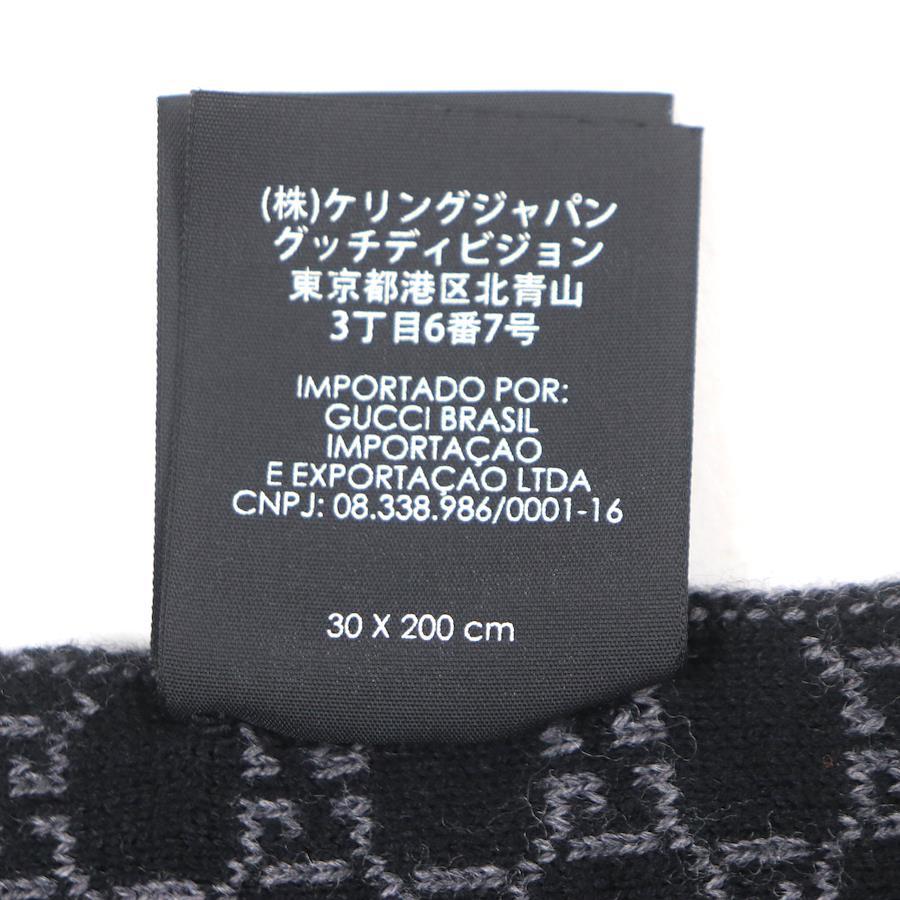 (株)ケリングジャパン
グッチディビジョン
東京都港区北青山
3丁目6番7号
IMPORTADO POR:
GUCCI BRASIL
IMPORTAÇAO
E EXPORTAÇAO LTDA
CNPJ: 08.338.986/0001-16
30 X 200 cm